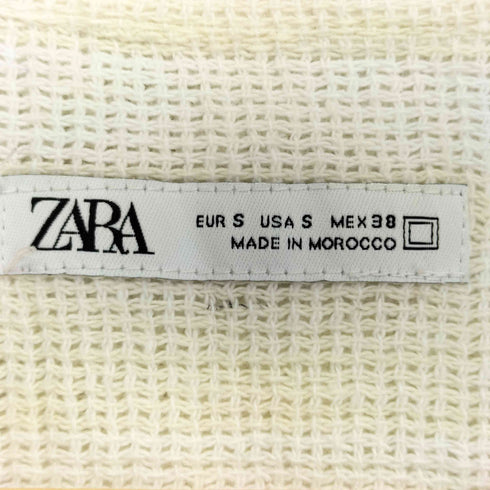 ZARA
EUR S USA S MEX 38
MADE IN MOROCCO